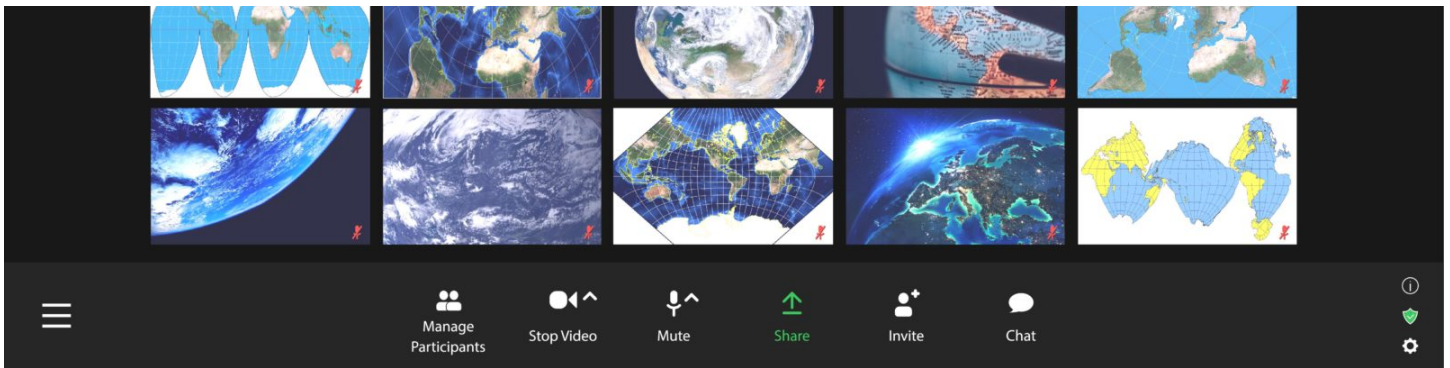 Manage
Participants
Stop Video
Mute
Share
Invite
Chat